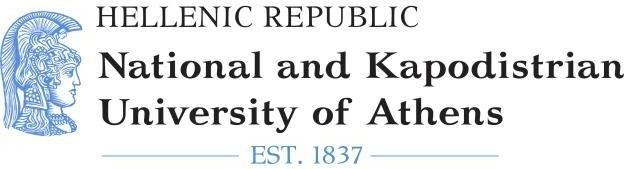 HELLENIC REPUBLIC
National and Kapodistrian
University of Athens
EST. 1837